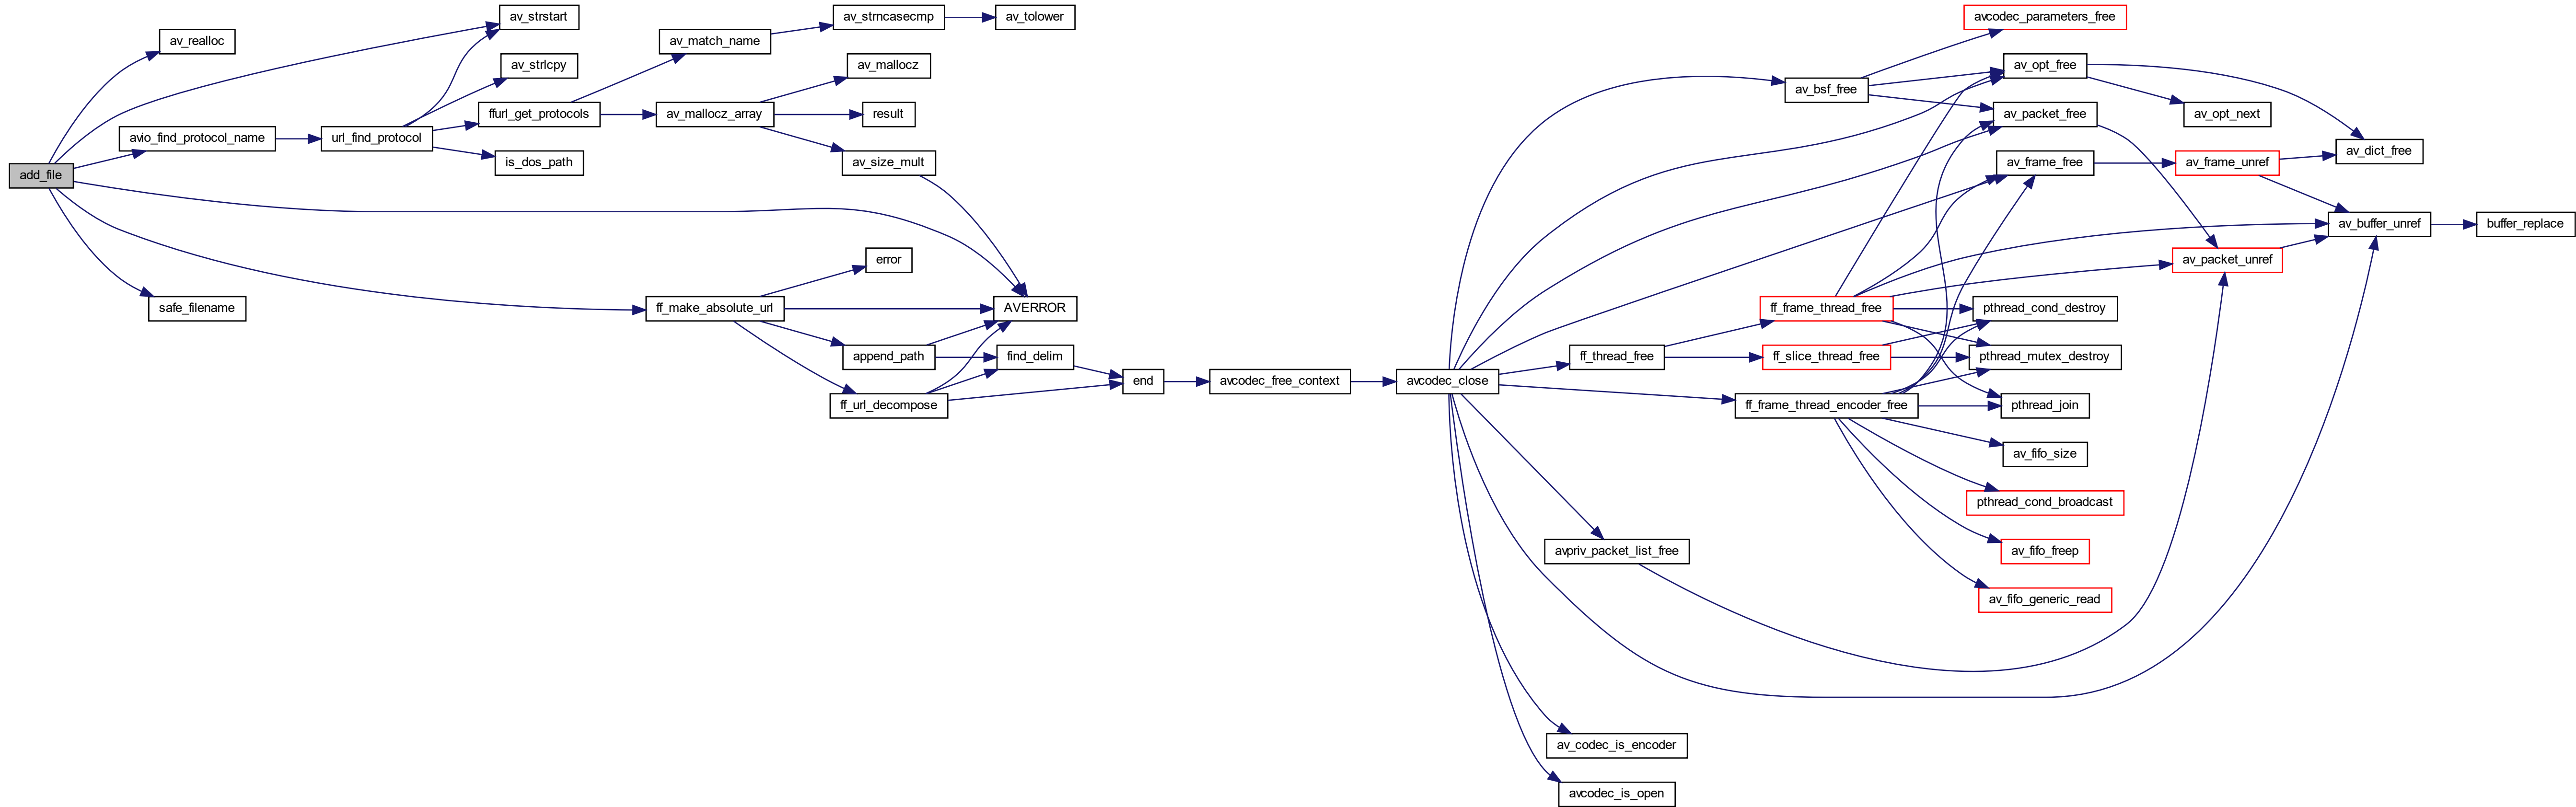 add_file
av_realloc
avio_find_protocol_name
safe_filename
url_find_protocol
av_strstart
av_strlcpy
ffurl_get_protocols
is_dos_path
av_match_name
av_mallocz_array
ff_make_absolute_url
av_strncasecmp
av_mallocz
result
av_size_mult
error
append_path
ff_url_decompose
av_tolower
AVERROR
find_delim
end
avcodec_free_context
avcodec_close
ff_thread_free
avpriv_packet_list_free
av_codec_is_encoder
avcodec_is_open
av_bsf_free
ff_frame_thread_free
ff_slice_thread_free
ff_frame_thread_encoder_free
avcodec_parameters_free
av_opt_free
av_packet_free
av_frame_free
pthread_cond_destroy
pthread_mutex_destroy
pthread_join
av_fifo_size
pthread_cond_broadcast
av_fifo_freep
av_fifo_generic_read
av_opt_next
av_frame_unref
av_packet_unref
av_dict_free
av_buffer_unref
buffer_replace